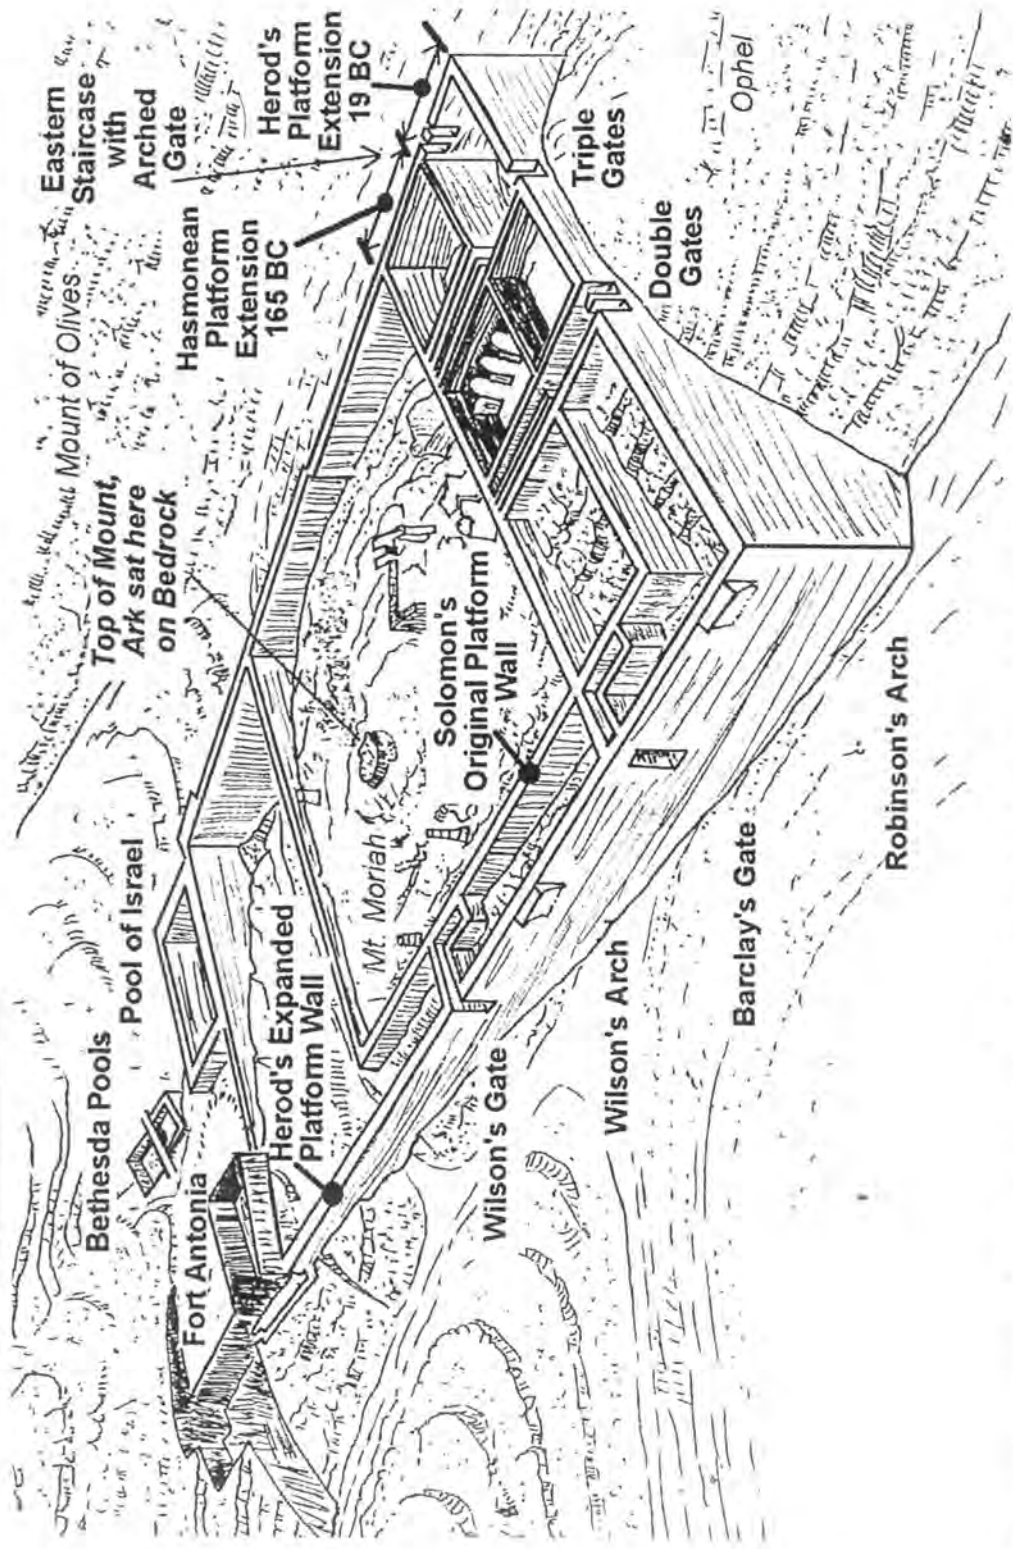 Eastern
Staircase
with
Arched
Gate
Herod's
Platform
Extension
19 BC
Hasmonean
Platform
Extension
165 BC
Mount of Olives
Top of Mount,
Ark sat here
on Bedrock
Pool of Israel
Bethesda Pools
Fort Antonia
Herod's Expanded
Platform Wall
Mt. Moriah
Solomon's
Original Platform
Wall
Ophel
Triple
Gates
Double
Gates
Wilson's Gate
Wilson's Arch
Barclay's Gate
Robinson's Arch